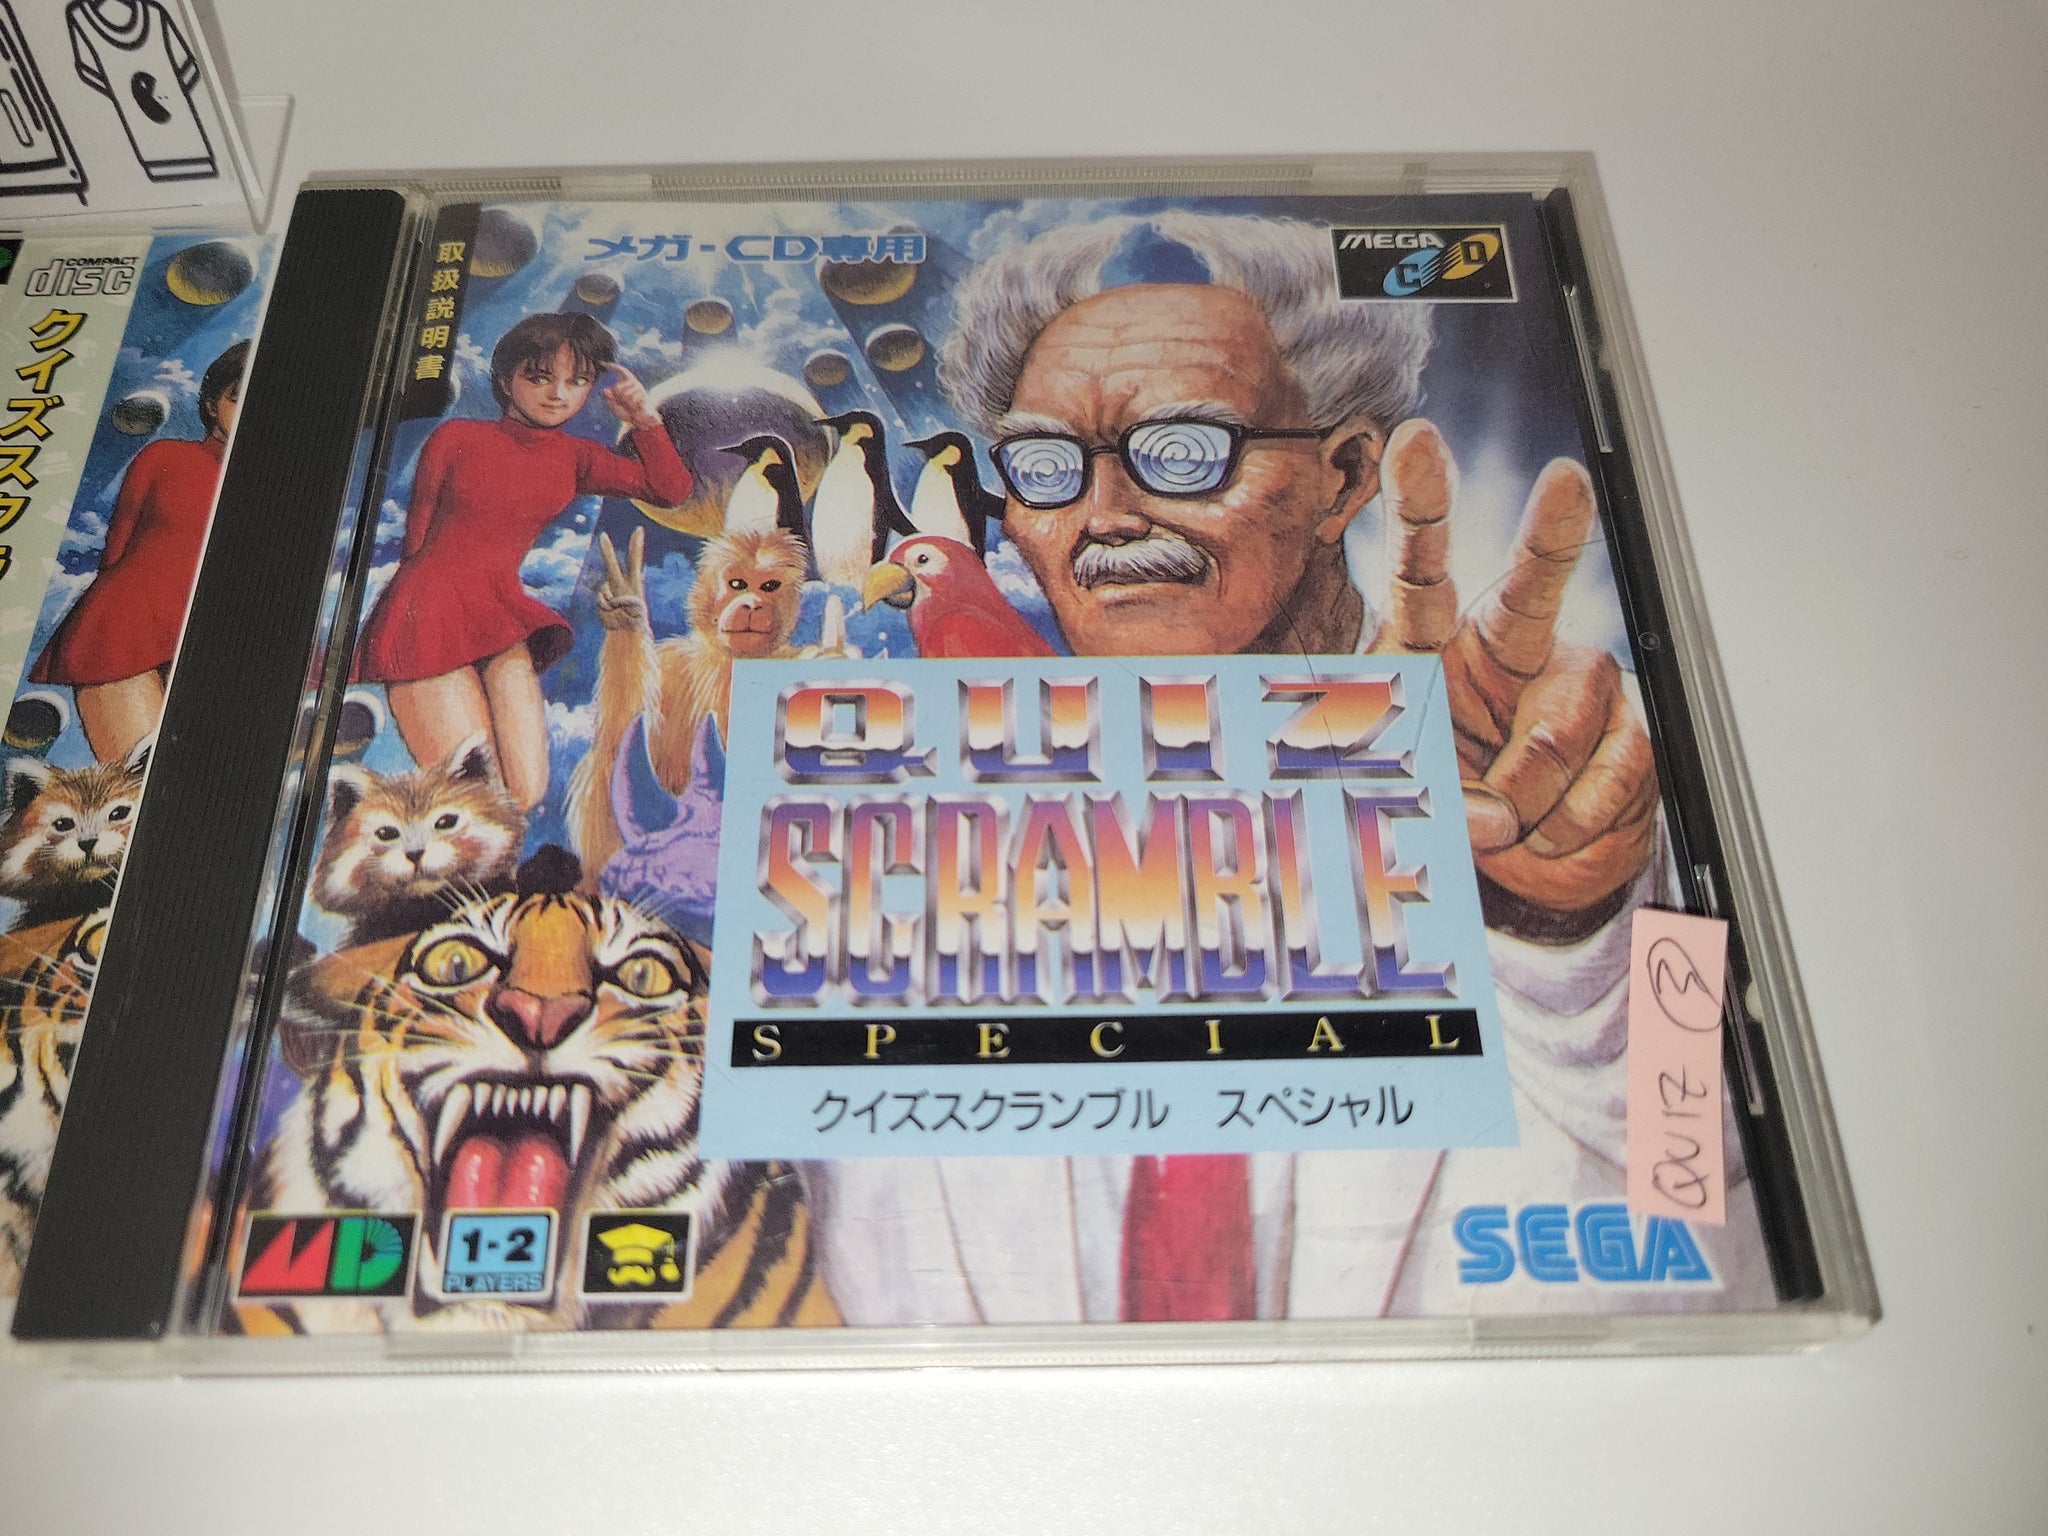 COMPACT
disc
クイズスクラ
取扱説明書
メガ-CD専用
MEGA
CD
QUIZ
SCRAMBLE
SPECIAL
クイズスクランブル スペシャル
MD
1-2
PLAYERS
SEGA
QUIZ 3